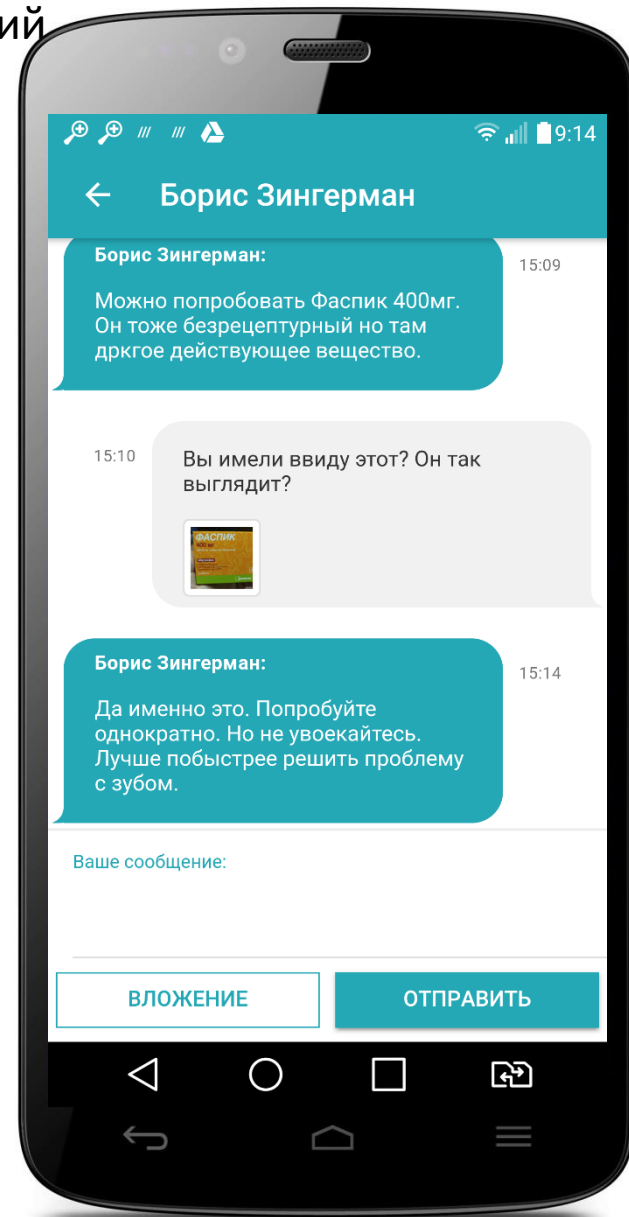 ий
9:14
Борис Зингерман
Борис Зингерман:
15:09
Можно попробовать Фаспик 400мг.
Он тоже безрецептурный но там
дркгое действующее вещество.
15:10
Вы имели ввиду этот? Он так
выглядит?
ФАСПИК
400 мг
Борис Зингерман:
15:14
Да именно это. Попробуйте
однократно. Но не увоекайтесь.
Лучше побыстрее решить проблему
с зубом.
Ваше сообщение:
ВЛОЖЕНИЕ
ОТПРАВИТЬ